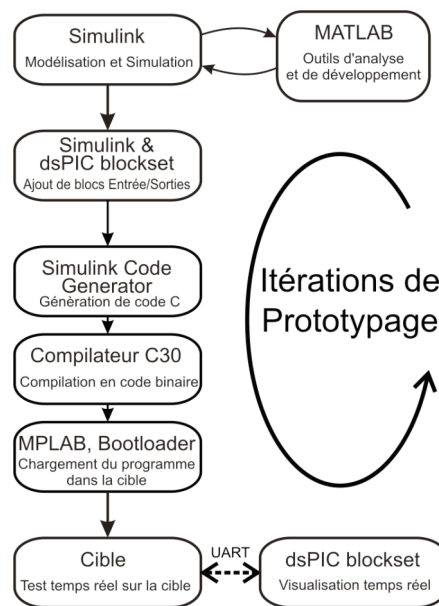 Simulink
Modélisation et Simulation
MATLAB
Outils d'analyse
et de développement
Simulink &
dsPIC blockset
Ajout de blocs Entrée/Sorties
Simulink Code
Generator
Génèration de code C
Compilateur C30
Compilation en code binaire
MPLAB, Bootloader
Chargement du programme
dans la cible
Itérations de
Prototypage
Cible
Test temps réel sur la cible
UART
dsPIC blockset
Visualisation temps réel